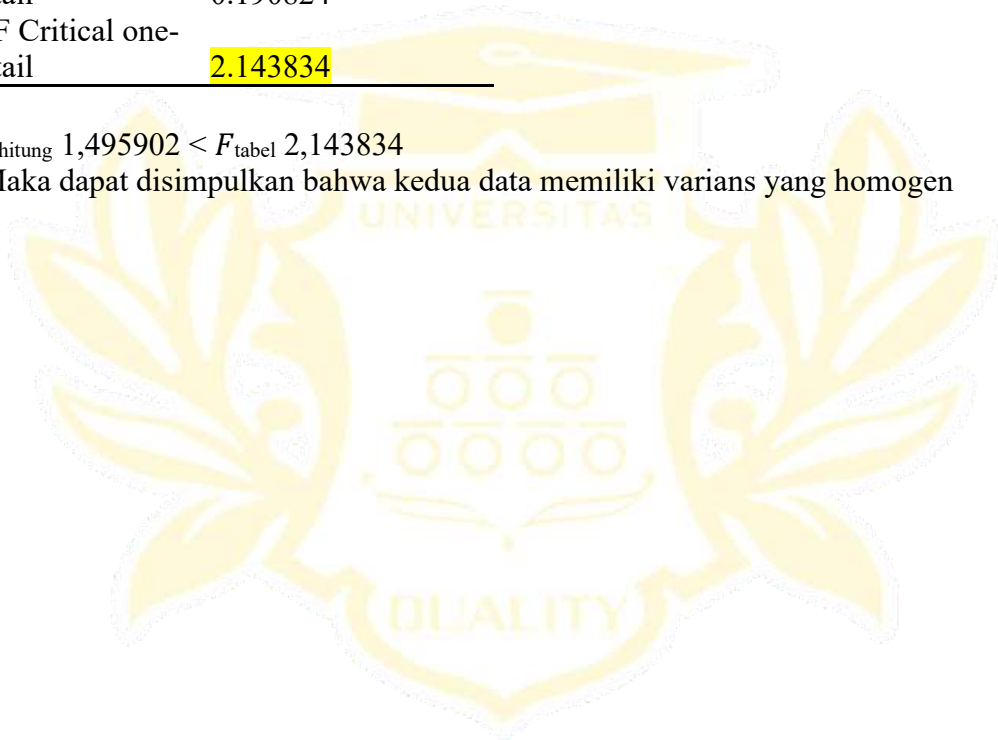 F Critical one-
tail 2.143834
hitung 1,495902 < Ftabel 2,143834
dapat disimpulkan bahwa kedua data memiliki varians yang homogen
UNIVERSITAS
QUALITY